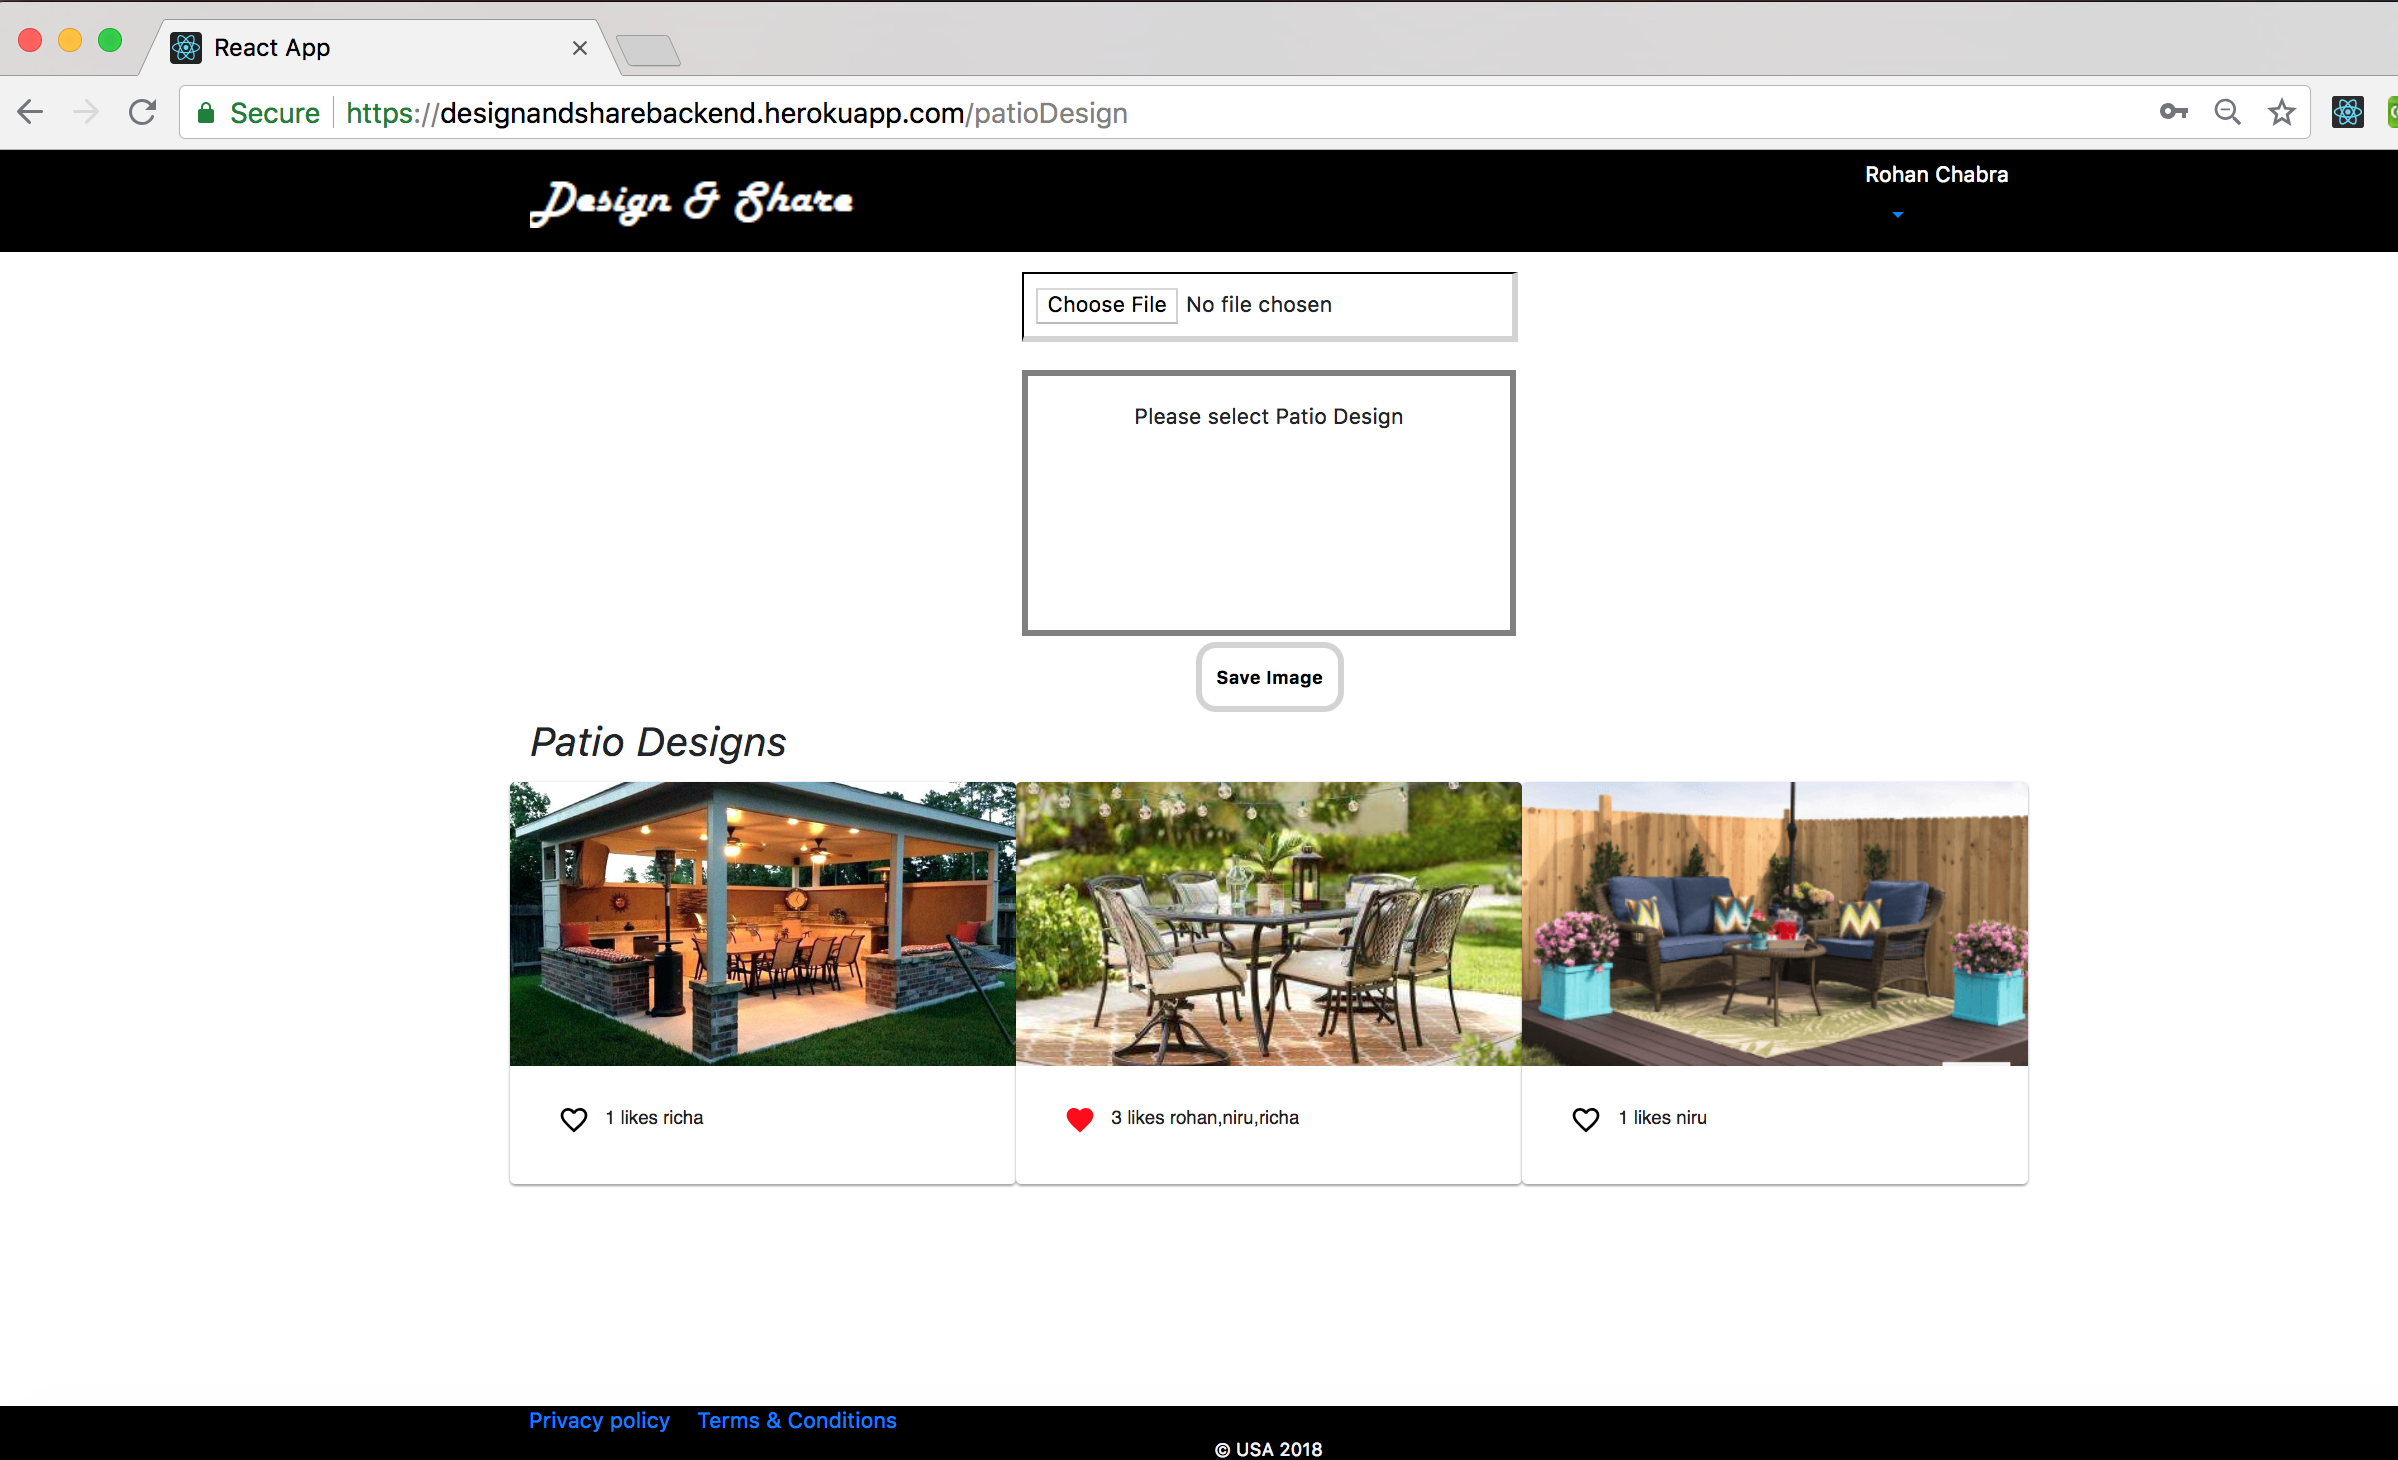 React App
Secure https://designandsharebackend.herokuapp.com/patioDesign
Design & Share
Rohan Chabra
Choose File No file chosen
Please select Patio Design
Save Image
Patio Designs
1 likes richa
3 likes rohan,niru,richa
1 likes niru
Privacy policy Terms & Conditions
© USA 2018